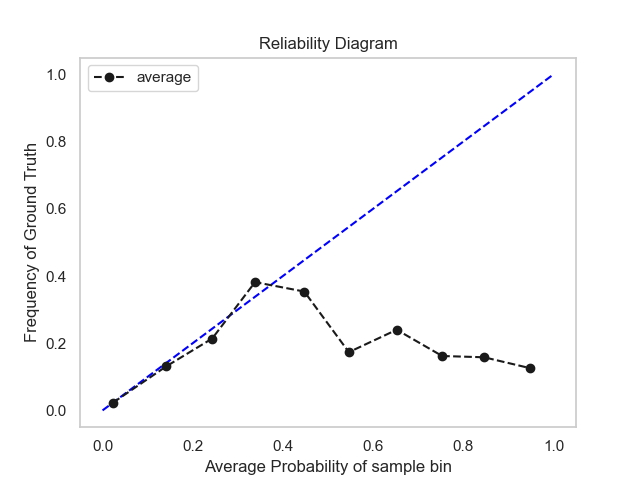 Reliability Diagram
average
Frequency of Ground Truth
1.0
0.8
0.6
0.4
0.2
0.0
0.0 0.2 0.4 0.6 0.8 1.0
Average Probability of sample bin